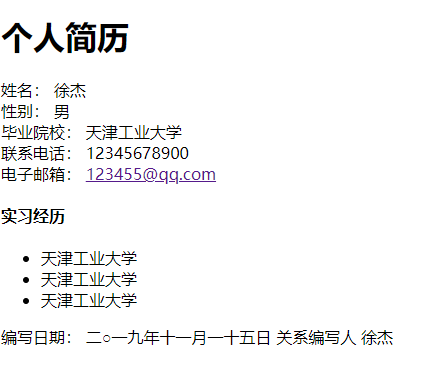 个人简历
姓名： 徐杰
性别： 男
毕业院校： 天津工业大学
联系电话： 12345678900
电子邮箱： 123455@qq.com
实习经历
天津工业大学
天津工业大学
天津工业大学
编写日期： 二○一九年十一月一十五日 关系编写人 徐杰